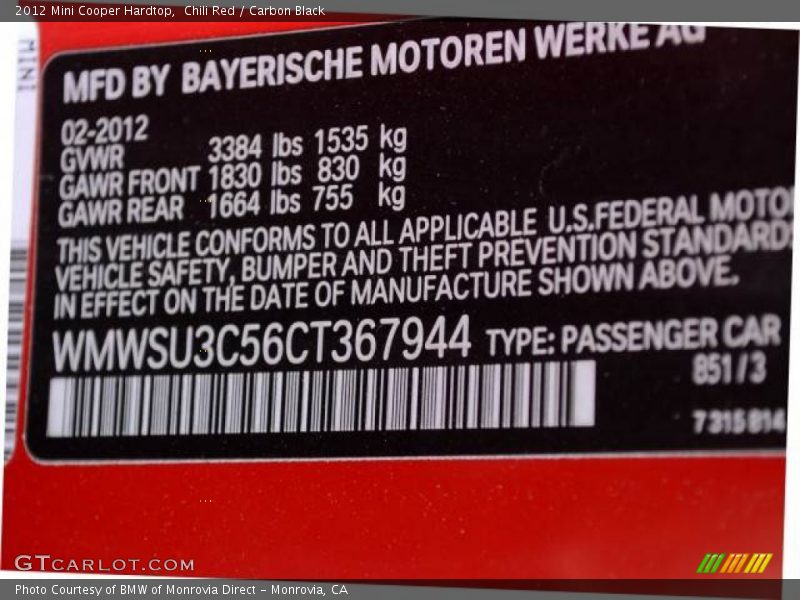 2012 Mini Cooper Hardtop,  Chili Red / Carbon Black
MINI
MFD BY BAYERISCHE MOTOREN WERKE AG
02-2012
GVWR 3384 lbs 1535 kg
GAWR FRONT 1830 lbs 830 kg
GAWR REAR 1664 lbs 755 kg
THIS VEHICLE CONFORMS TO ALL APPLICABLE U.S.FEDERAL MOTO
VEHICLE SAFETY, BUMPER AND THEFT PREVENTION STANDARDS
IN EFFECT ON THE DATE OF MANUFACTURE SHOWN ABOVE.
WMWSU3C56CT367944 TYPE: PASSENGER CAR
851/3
7315814
GTCARLOT.COM
Photo Courtesy of BMW of Monrovia Direct – Monrovia, CA